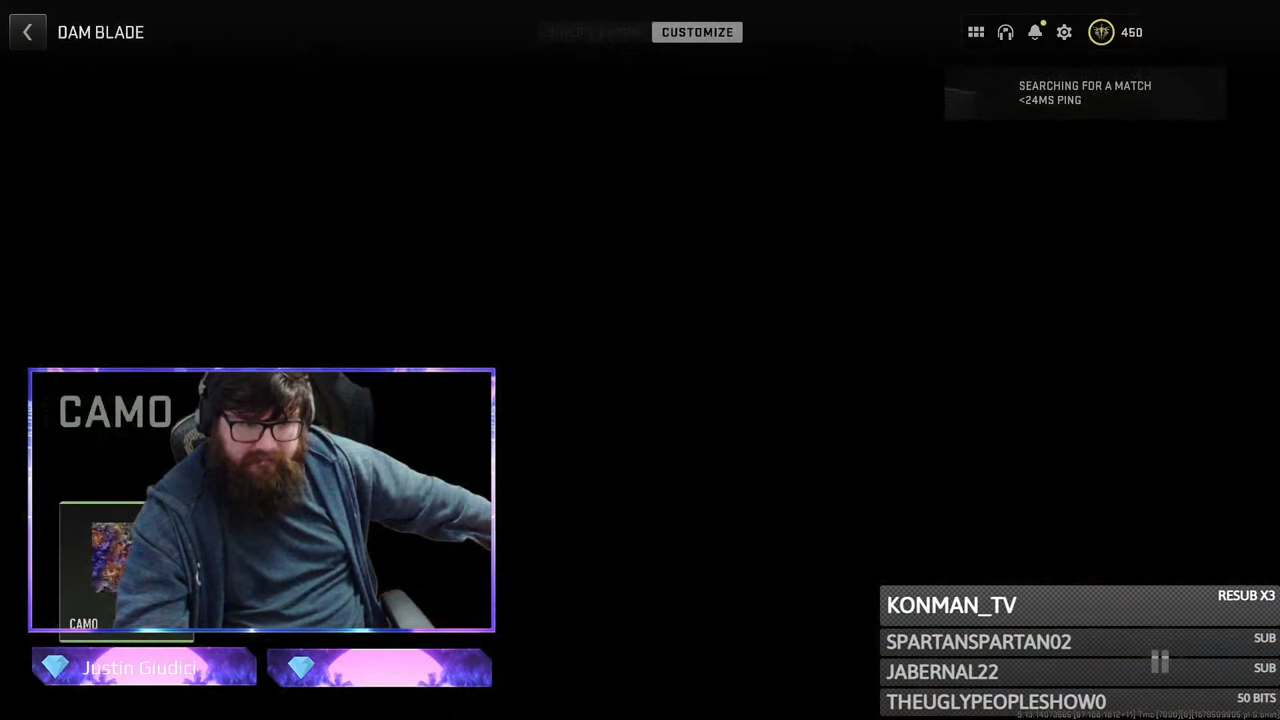 DAM BLADE
CUSTOMIZE
450
SEARCHING FOR A MATCH
<24MS PING
CAMO
CAMO
Justin Giudici
KONMAN_TV RESUB X3
SPARTANSPARTAN02 SUB
JABERNAL22 SUB
THEUGLYPEOPLESHOW0 50 BITS